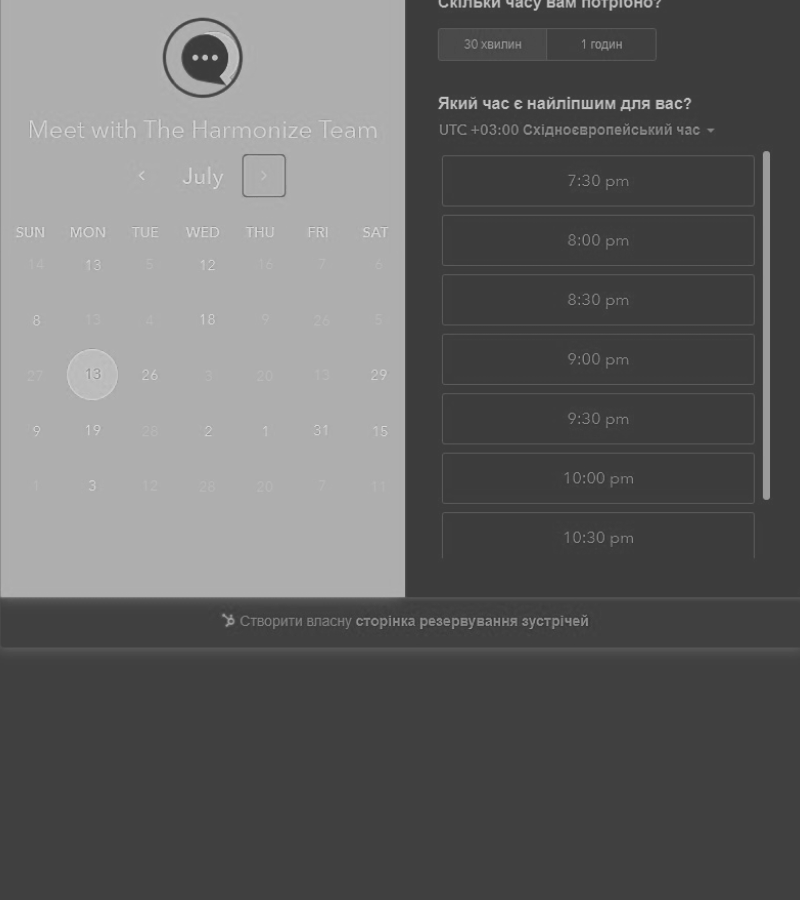 Meet with The Harmonize Team
July
SUN MON TUE WED THU FRI SAT
14 13 5 12 16 7 6
8 13 4 18 9 26 5
27 13 26 3 20 13 29
9 19 28 2 1 31 15
1 3 12 28 20 7 11
Скільки часу вам потрібно?
30 хвилин 1 годин
Який час є найліпшим для вас?
UTC +03:00 Східноєвропейський час
7:30 pm
8:00 pm
8:30 pm
9:00 pm
9:30 pm
10:00 pm
10:30 pm
Створити власну сторінка резервування зустрічей